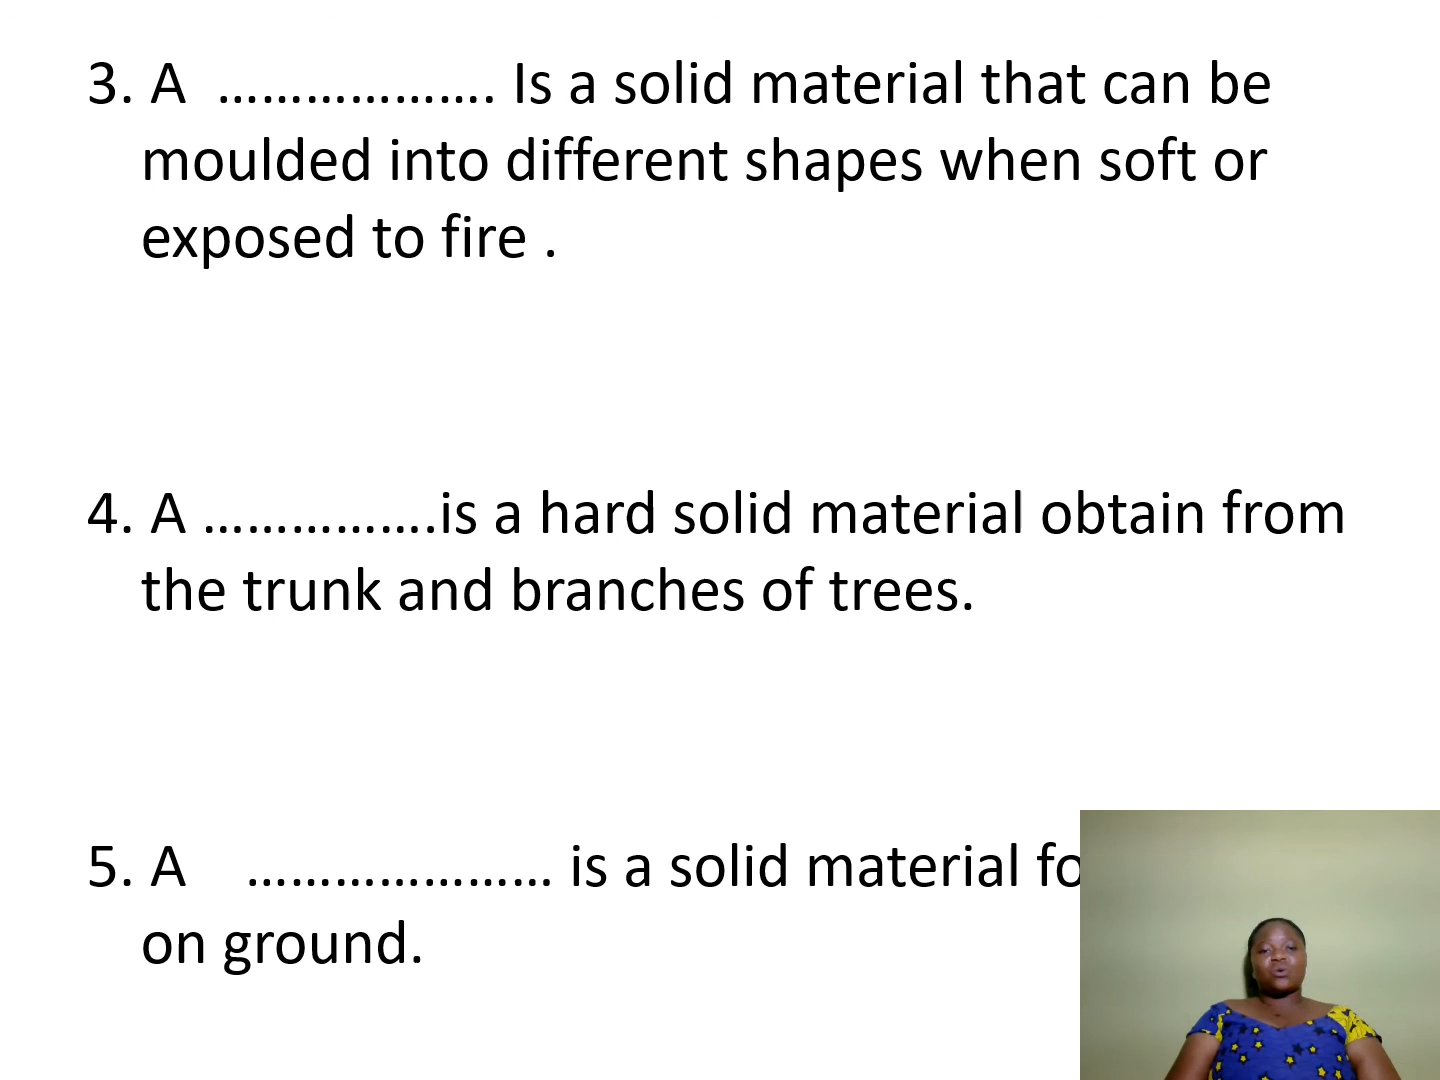 3. A ………………. Is a solid material that can be
moulded into different shapes when soft or
exposed to fire .
4. A …………….is a hard solid material obtain from
the trunk and branches of trees.
5. A ………………… is a solid material
on ground.